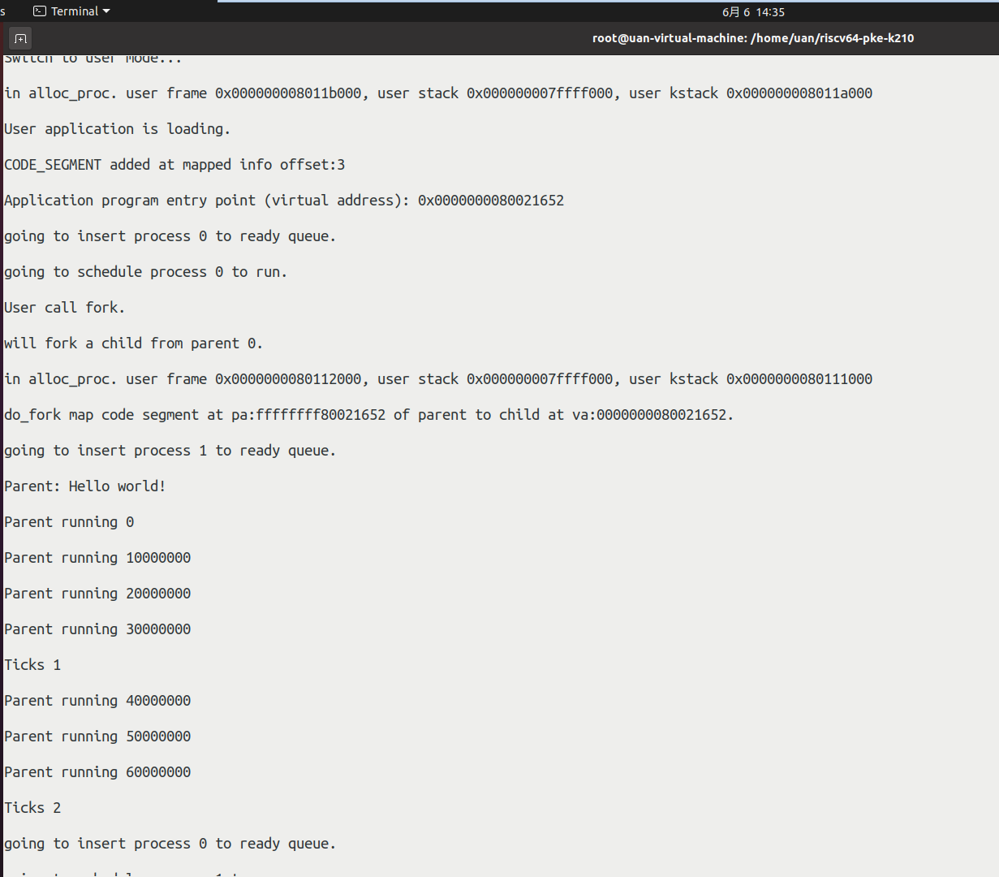 s
Terminal
6月 6 14:35
root@uan-virtual-machine: /home/uan/riscv64-pke-k210
Switch to user mode...
in alloc_proc. user frame 0x000000008011b000, user stack 0x000000007ffff000, user kstack 0x000000008011a000
User application is loading.
CODE_SEGMENT added at mapped info offset:3
Application program entry point (virtual address): 0x0000000080021652
going to insert process 0 to ready queue.
going to schedule process 0 to run.
User call fork.
will fork a child from parent 0.
in alloc_proc. user frame 0x0000000080112000, user stack 0x000000007ffff000, user kstack 0x0000000080111000
do_fork map code segment at pa:ffffffff80021652 of parent to child at va:0000000080021652.
going to insert process 1 to ready queue.
Parent: Hello world!
Parent running 0
Parent running 10000000
Parent running 20000000
Parent running 30000000
Ticks 1
Parent running 40000000
Parent running 50000000
Parent running 60000000
Ticks 2
going to insert process 0 to ready queue.